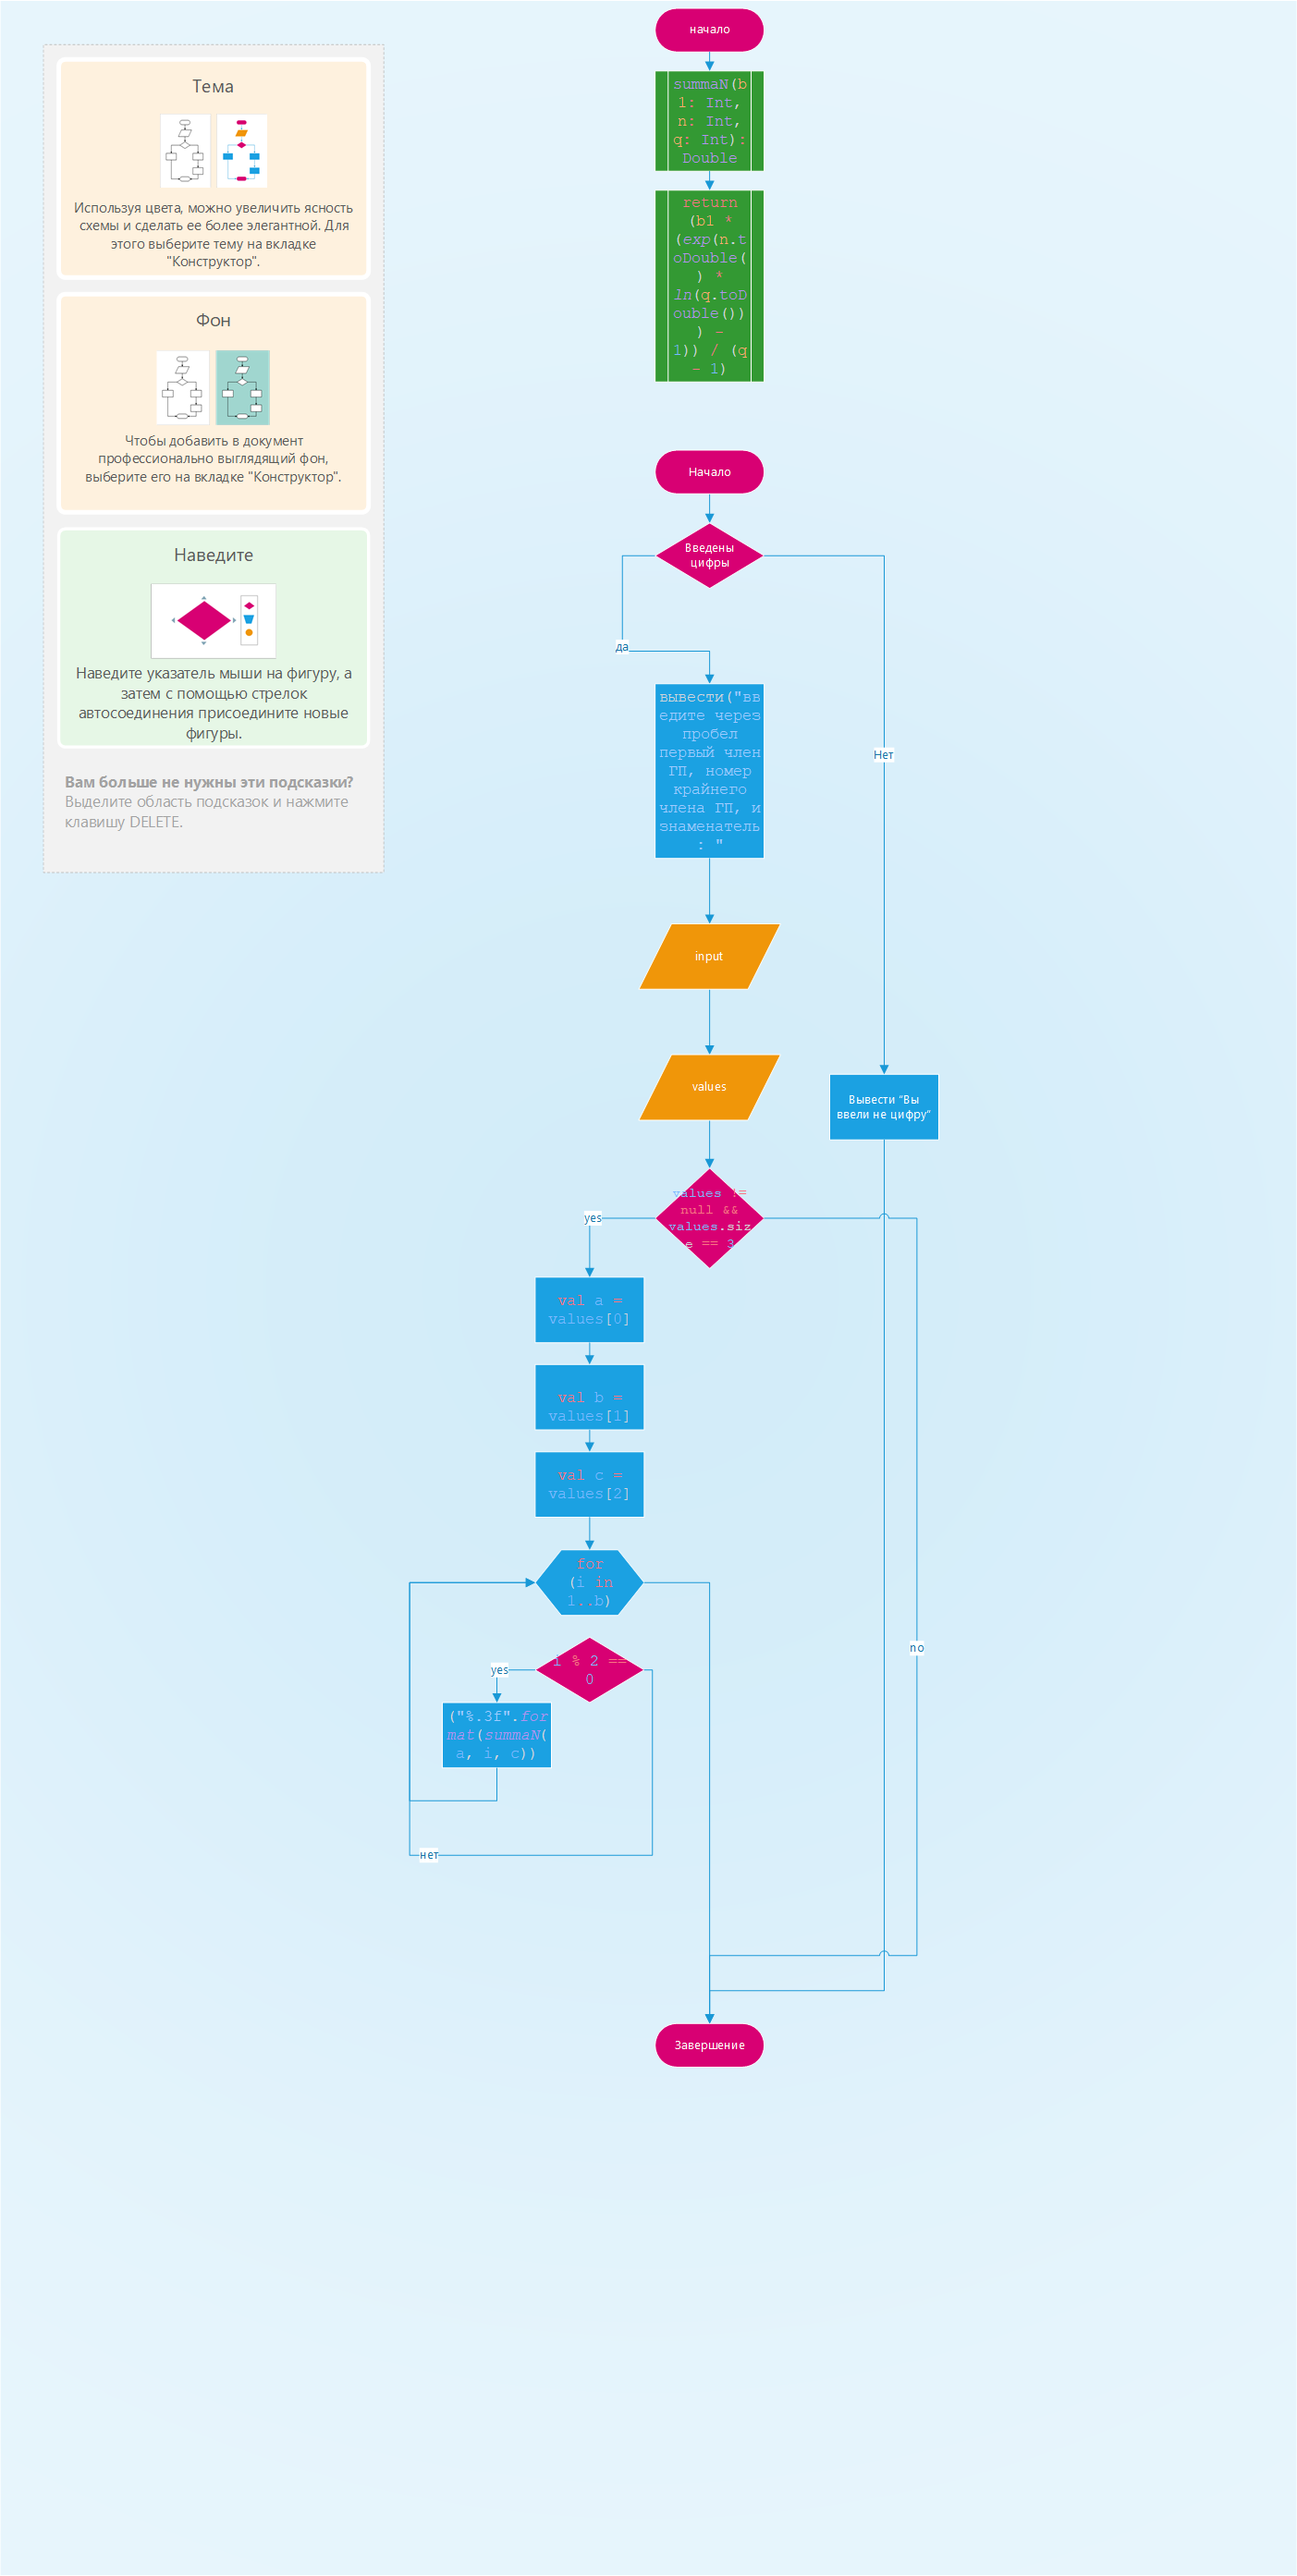 Тема
Используя цвета, можно увеличить ясность
схемы и сделать ее более элегантной. Для
этого выберите тему на вкладке
"Конструктор".
Фон
Чтобы добавить в документ
профессионально выглядящий фон,
выберите его на вкладке "Конструктор".
Наведите
Наведите указатель мыши на фигуру, а
затем с помощью стрелок
автосоединения присоедините новые
фигуры.
Вам больше не нужны эти подсказки?
Выделите область подсказок и нажмите
клавишу DELETE.
начало
summaN(b
1: Int,
n: Int,
q: Int):
Double
return
(b1 *
(exp(n.t
oDouble(
) *
ln(q.toD
ouble())
) -
1)) / (q
- 1)
Начало
Введены
цифры
да
Нет
вывести("вв
едите через
пробел
первый член
ГП, номер
крайнего
члена ГП, и
знаменатель
: "
input
values
Вывести “Вы
ввели не цифру”
values !=
null &&
values.siz
e == 3
yes
no
val a =
values[0]
val b =
values[1]
val c =
values[2]
for
(i in
1..b)
i % 2 ==
0
yes
("%.3f".for
mat(summaN(
a, i, c))
нет
Завершение